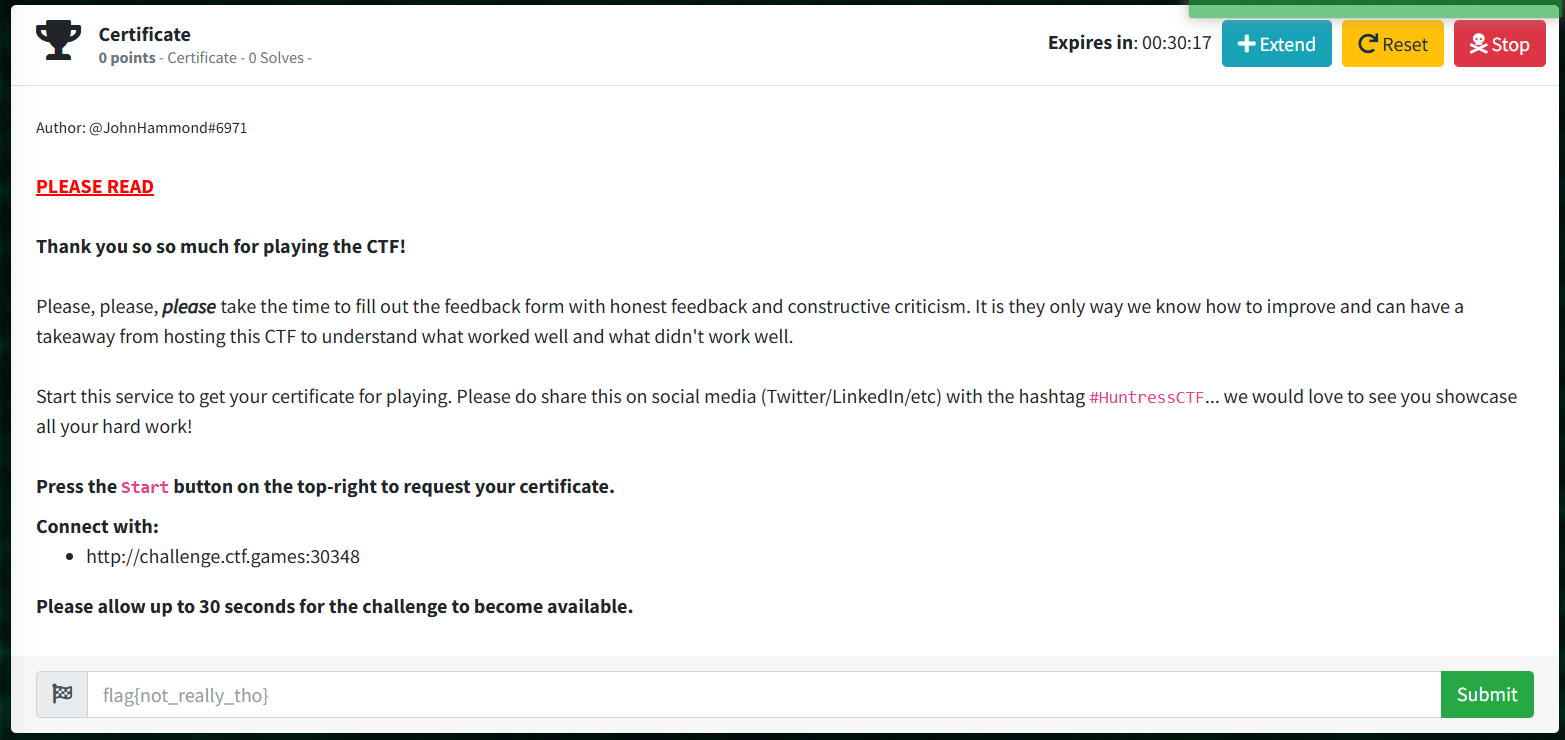 Certificate
0 points - Certificate - 0 Solves -
Expires in: 00:30:17
Extend
Reset
Stop
Author: @JohnHammond#6971
PLEASE READ
Thank you so so much for playing the CTF!
Please, please, please take the time to fill out the feedback form with honest feedback and constructive criticism. It is they only way we know how to improve and can have a
takeaway from hosting this CTF to understand what worked well and what didn't work well.
Start this service to get your certificate for playing. Please do share this on social media (Twitter/LinkedIn/etc) with the hashtag #HuntressCTF... we would love to see you showcase
all your hard work!
Press the Start button on the top-right to request your certificate.
Connect with:
• http://challenge.ctf.games:30348
Please allow up to 30 seconds for the challenge to become available.
flag{not_really_tho}
Submit